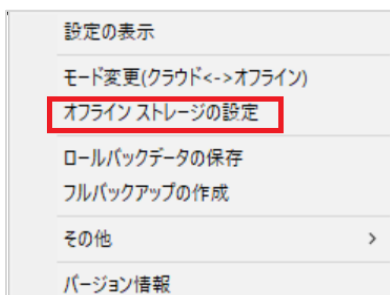 設定の表示
モード変更(クラウド<->オフライン)
オフライン ストレージの設定
ロールバックデータの保存
フルバックアップの作成
その他
バージョン情報